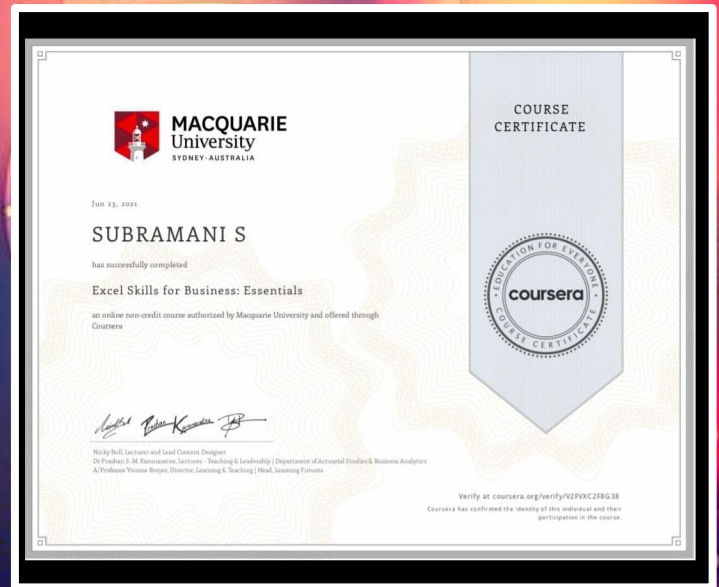 MACQUARIE
University
SYDNEY·AUSTRALIA
COURSE
CERTIFICATE
Jun 23, 2021
SUBRAMANI S
has successfully completed
Excel Skills for Business: Essentials
an online non-credit course authorized by Macquarie University and offered through
Coursera
EDUCATION FOR EVERYONE
coursera
COURSE CERTIFICATE
Nicky Bull, Lecturer and Lead Content Designer
Dr Prashan S. M. Karunaratne, Lecturer - Teaching & Leadership | Department of Actuarial Studies & Business Analytics
A/Professor Yvonne Breyer, Director, Learning & Teaching | Head, Learning Futures
Verify at coursera.org/verify/V2FVXC2F8G38
Coursera has confirmed the identity of this individual and their
participation in the course.